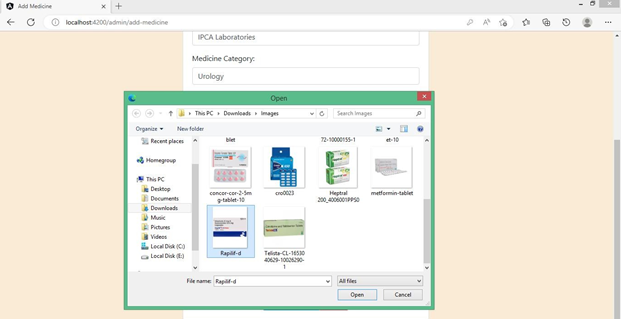 Add Medicine
localhost:4200/admin/add-medicine
IPCA Laboratories
Medicine Category:
Urology
Open
This PC
Downloads
Images
Search Images
Organize
New folder
Recent places
Homegroup
This PC
Desktop
Documents
Downloads
Music
Pictures
Videos
Local Disk (C:)
Local Disk (E:)
blet
72-10000155-1
et-10
concor-cor-2-5m
g-tablet-10
cro0023
Heptral
200_4006001PPS0
metformin-tablet
Rapilif-d
Telista-CL-16530
40629-10026290-
1
File name:
Rapilif-d
All files
Open
Cancel